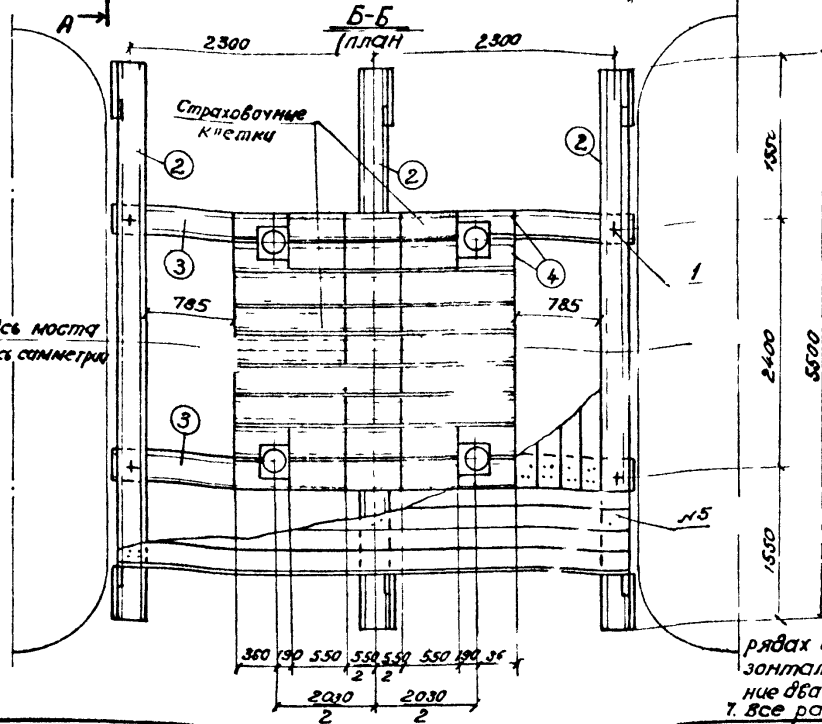 А
Б-Б
(план
2300
2300
Страховочные
клетки
2
2
2
1550
3
4
1
785
785
2400
5500
ось моста
ось симметрии
3
N5
1550
360 190 550 550/2 550/2 550 190 36
2030/2 2030/2
рядах
зонтал
ние два
7. Все ра